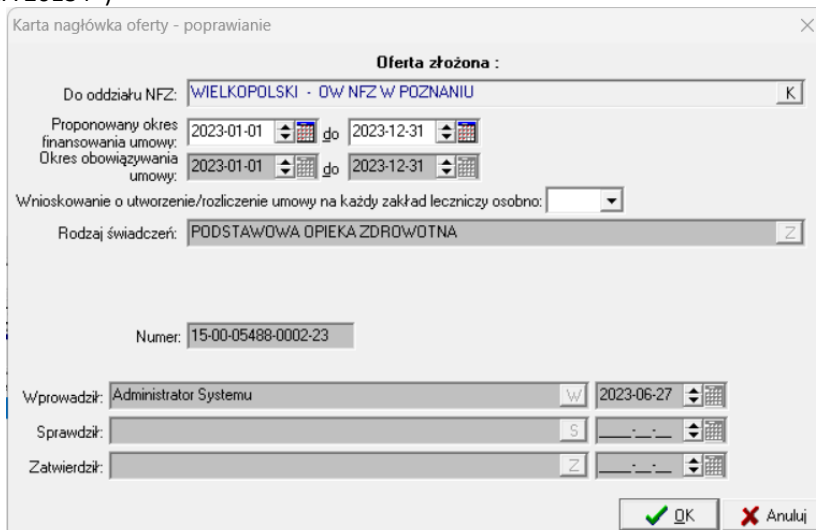 Karta nagłówka oferty - poprawianie
Oferta złożona :
Do oddziału NFZ: WIELKOPOLSKI - OW NFZ W POZNANIU K
Proponowany okres finansowania umowy: 2023-01-01 do 2023-12-31
Okres obowiązywania umowy: 2023-01-01 do 2023-12-31
Wnioskowanie o utworzenie/rozliczenie umowy na każdy zakład leczniczy osobno:
Rodzaj świadczeń: PODSTAWOWA OPIEKA ZDROWOTNA Z
Numer: 15-00-05488-0002-23
Wprowadził: Administrator Systemu W 2023-06-27
Sprawdził: S
Zatwierdził: Z
OK Anuluj